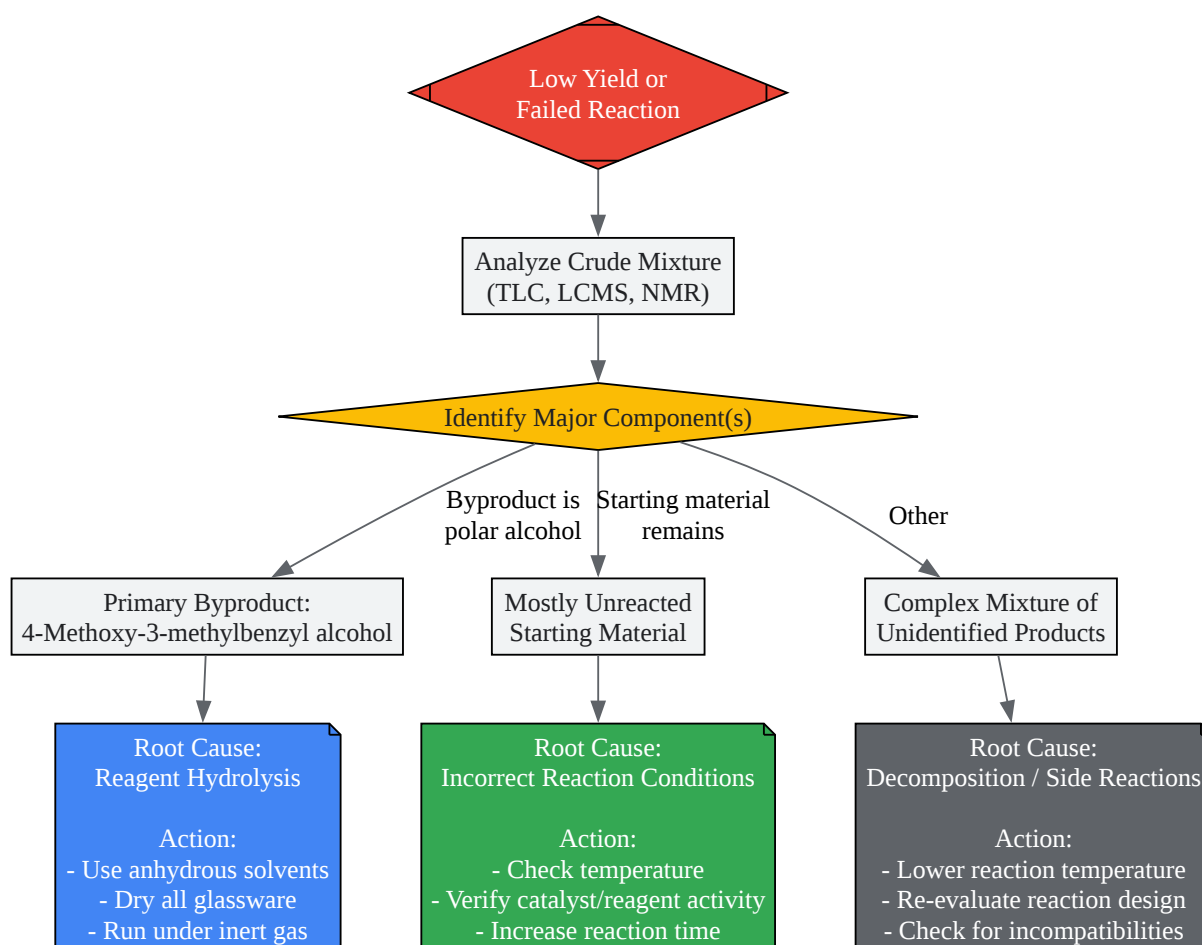 Low Yield or
Failed Reaction
Analyze Crude Mixture
(TLC, LCMS, NMR)
Identify Major Component(s)
Byproduct is
polar alcohol
Starting material
remains
Other
Primary Byproduct:
4-Methoxy-3-methylbenzyl alcohol
Mostly Unreacted
Starting Material
Complex Mixture of
Unidentified Products
Root Cause:
Reagent Hydrolysis
Action:
- Use anhydrous solvents
- Dry all glassware
- Run under inert gas
Root Cause:
Incorrect Reaction Conditions
Action:
- Check temperature
- Verify catalyst/reagent activity
- Increase reaction time
Root Cause:
Decomposition / Side Reactions
Action:
- Lower reaction temperature
- Re-evaluate reaction design
- Check for incompatibilities